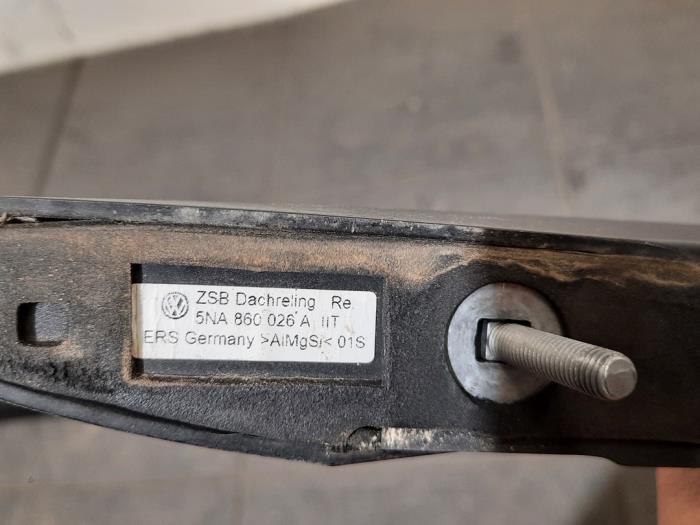 ZSB Dachreling Re
5NA 860 026 A IIT
ERS Germany >AlMgSi< 01S